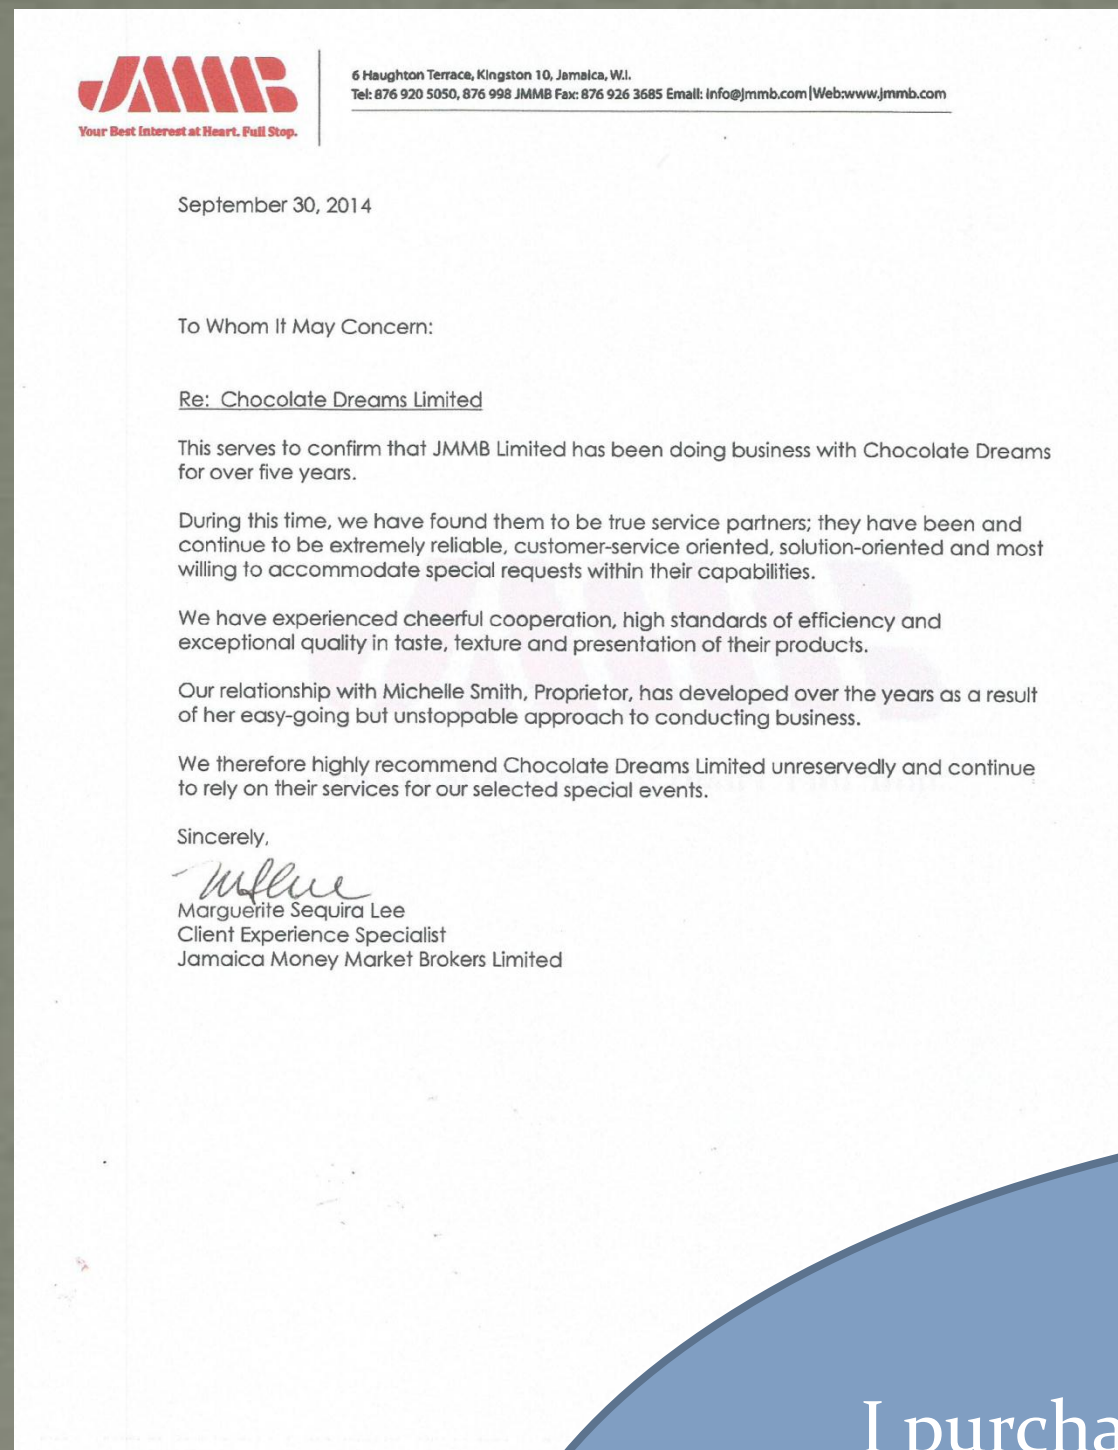 JMMB
Your Best Interest at Heart. Full Stop.
6 Haughton Terrace, Kingston 10, Jamaica, W.I.
Tel: 876 920 5050, 876 998 JMMB Fax: 876 926 3685 Email: info@jmmb.com|Web:www.jmmb.com
September 30, 2014
To Whom It May Concern:
Re: Chocolate Dreams Limited
This serves to confirm that JMMB Limited has been doing business with Chocolate Dreams
for over five years.
During this time, we have found them to be true service partners; they have been and
continue to be extremely reliable, customer-service oriented, solution-oriented and most
willing to accommodate special requests within their capabilities.
We have experienced cheerful cooperation, high standards of efficiency and
exceptional quality in taste, texture and presentation of their products.
Our relationship with Michelle Smith, Proprietor, has developed over the years as a result
of her easy-going but unstoppable approach to conducting business.
We therefore highly recommend Chocolate Dreams Limited unreservedly and continue
to rely on their services for our selected special events.
Sincerely,
Marguerite Sequira Lee
Client Experience Specialist
Jamaica Money Market Brokers Limited
I purcha